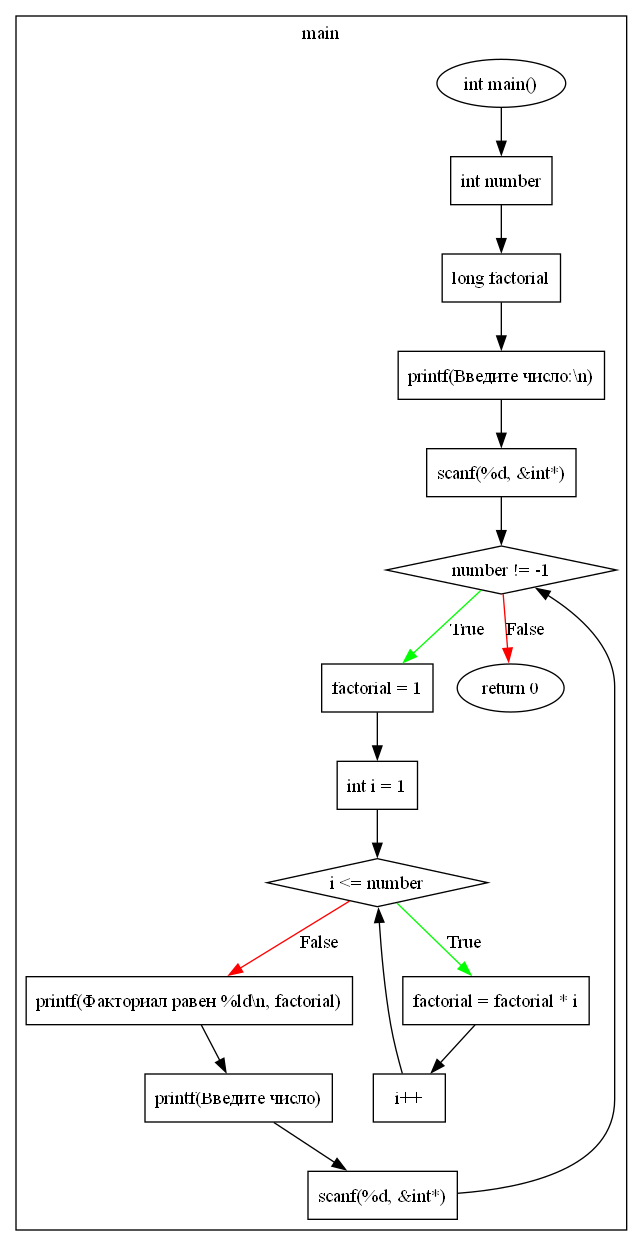 main
int main()
int number
long factorial
printf(Введите число:\n)
scanf(%d, &int*)
number != -1
True
False
factorial = 1
return 0
int i = 1
i <= number
False
True
printf(Факториал равен %ld\n, factorial)
factorial = factorial * i
printf(Введите число)
i++
scanf(%d, &int*)